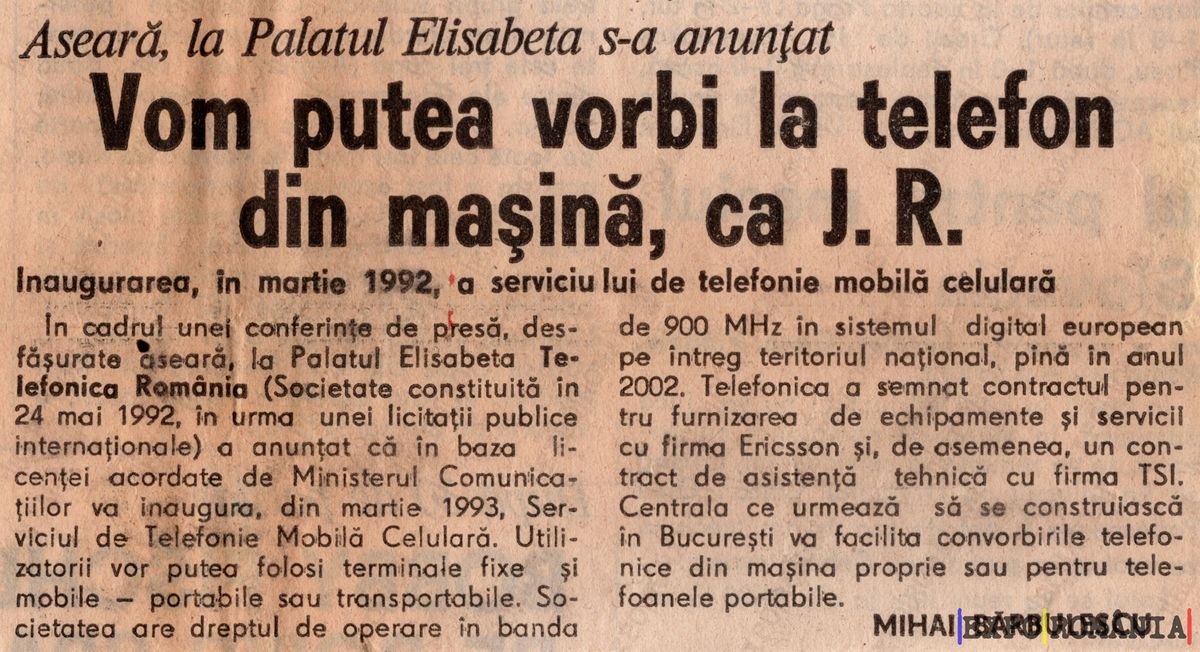 Aseară, la Palatul Elisabeta s-a anunţat
Vom putea vorbi la telefon
din maşină, ca J. R.
Inaugurarea, în martie 1992, a serviciului de telefonie mobilă celulară
În cadrul unei conferinţe de presă, des-
făşurate aseară, la Palatul Elisabeta Te-
lefonica România (Societate constituită în
24 mai 1992, în urma unei licitaţii publice
internaţionale) a anunţat că în baza li-
cenţei acordate de Ministerul Comunica-
ţiilor va inaugura, din martie 1993, Ser-
viciul de Telefonie Mobilă Celulară. Utili-
zatorii vor putea folosi terminale fixe şi
mobile — portabile sau transportabile. So-
cietatea are dreptul de operare în banda
de 900 MHz în sistemul digital european
pe întreg teritoriul naţional, pînă în anul
2002. Telefonica a semnat contractul pen-
tru furnizarea de echipamente şi servicii
cu firma Ericsson şi, de asemenea, un con-
tract de asistenţă tehnică cu firma TSI.
Centrala ce urmează să se construiască
în Bucureşti va facilita convorbirile telefo-
nice din maşina proprie sau pentru tele-
foanele portabile.
MIHAI BĂRBULESCU